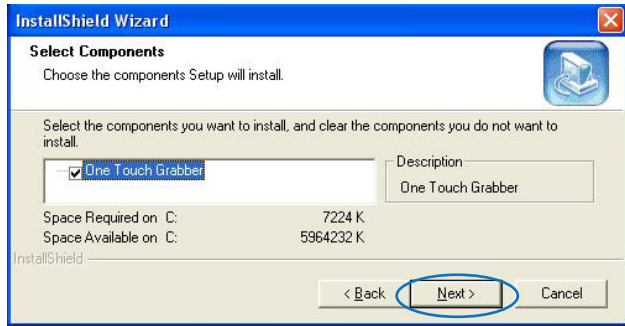 InstallShield Wizard
Select Components
Choose the components Setup will install.
Select the components you want to install, and clear the components you do not want to
install.
One Touch Grabber
Description
One Touch Grabber
Space Required on C: 7224 K
Space Available on C: 5964232 K
InstallShield
< Back Next > Cancel